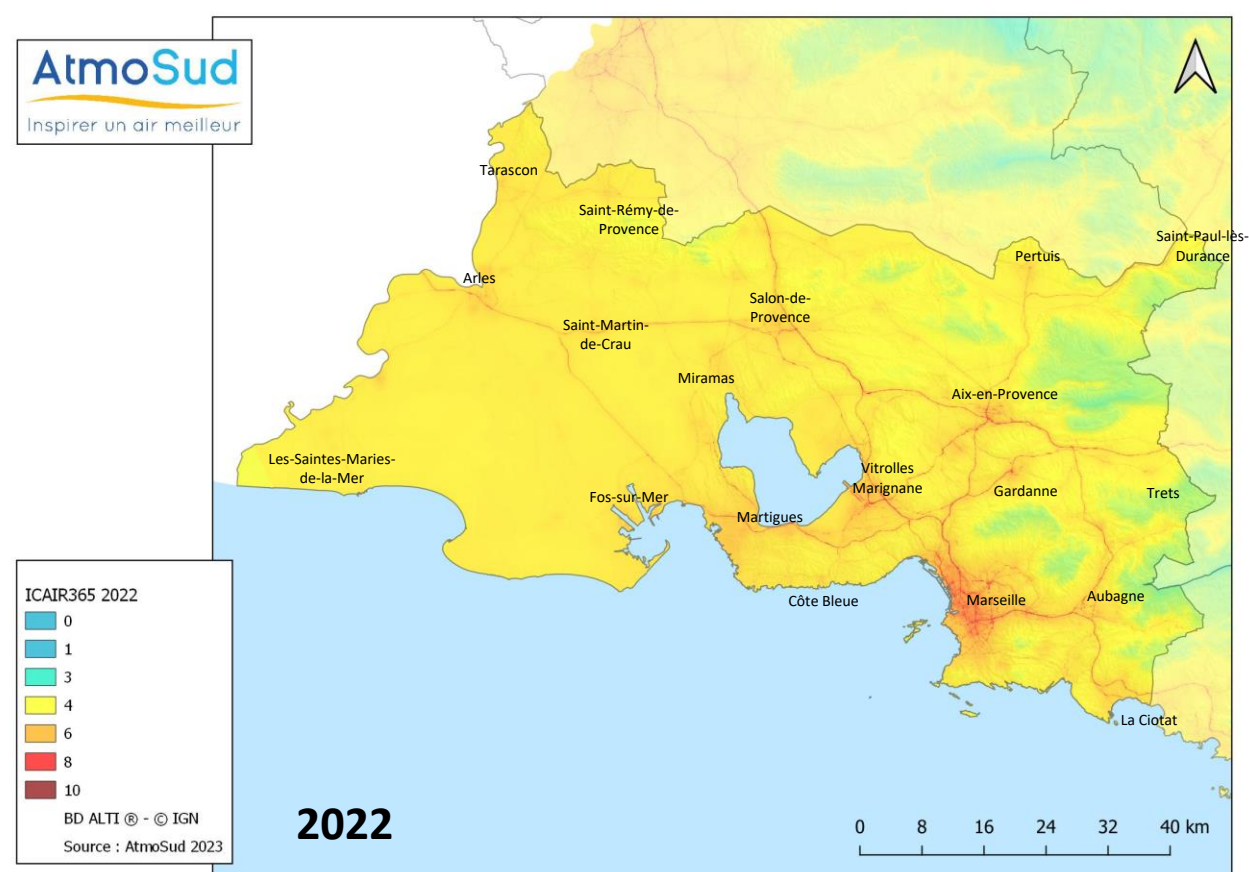 AtmoSud
Inspirer un air meilleur
Tarascon
Saint-Rémy-de-
Provence
Saint-Paul-lès-
Durance
Pertuis
Arles
Salon-de-
Provence
Saint-Martin-
de-Crau
Miramas
Aix-en-Provence
Les-Saintes-Maries-
de-la-Mer
Vitrolles
Marignane
Fos-sur-Mer
Gardanne
Trets
Martigues
Côte Bleue
Marseille
Aubagne
La Ciotat
ICAIR365 2022
0
1
3
4
6
8
10
BD ALTI ® - © IGN
Source : AtmoSud 2023
2022
0 8 16 24 32 40 km